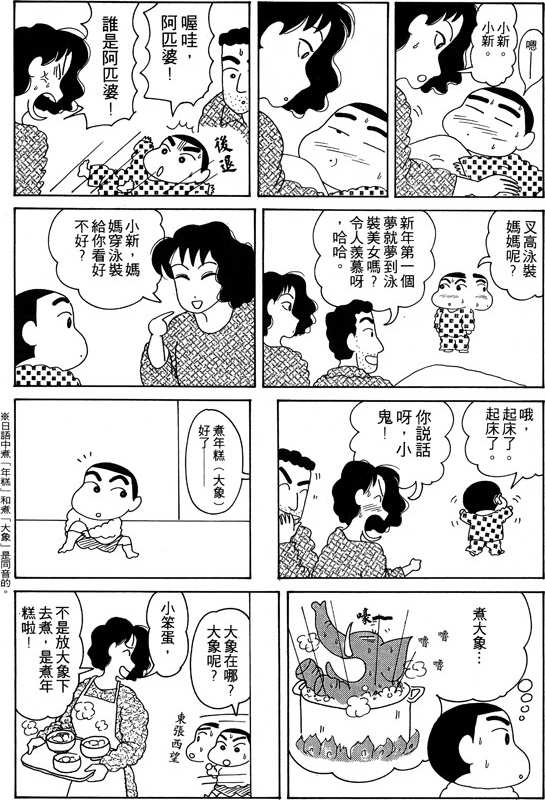 嗯—
小新。
小新。
喔哇，
阿匹婆！
後退
誰是阿匹婆！
叉高泳裝
媽媽呢？
新年第一個
夢就夢到泳
裝美女嗎？
令人羨慕呀
，哈哈。
小新，媽
媽穿泳裝
給你看好
不好？
哦，
起床了。
起床了。
你說話
呀，小
鬼！
煮年糕（大象）
好了——
煮大象…
嚎—
嚕
嚕
嚕
大象在哪？
大象呢？
東張西望
小笨蛋，
不是放大象下
去煮，是煮年
糕啦！
※日語中煮「年糕」和煮「大象」是同音的。